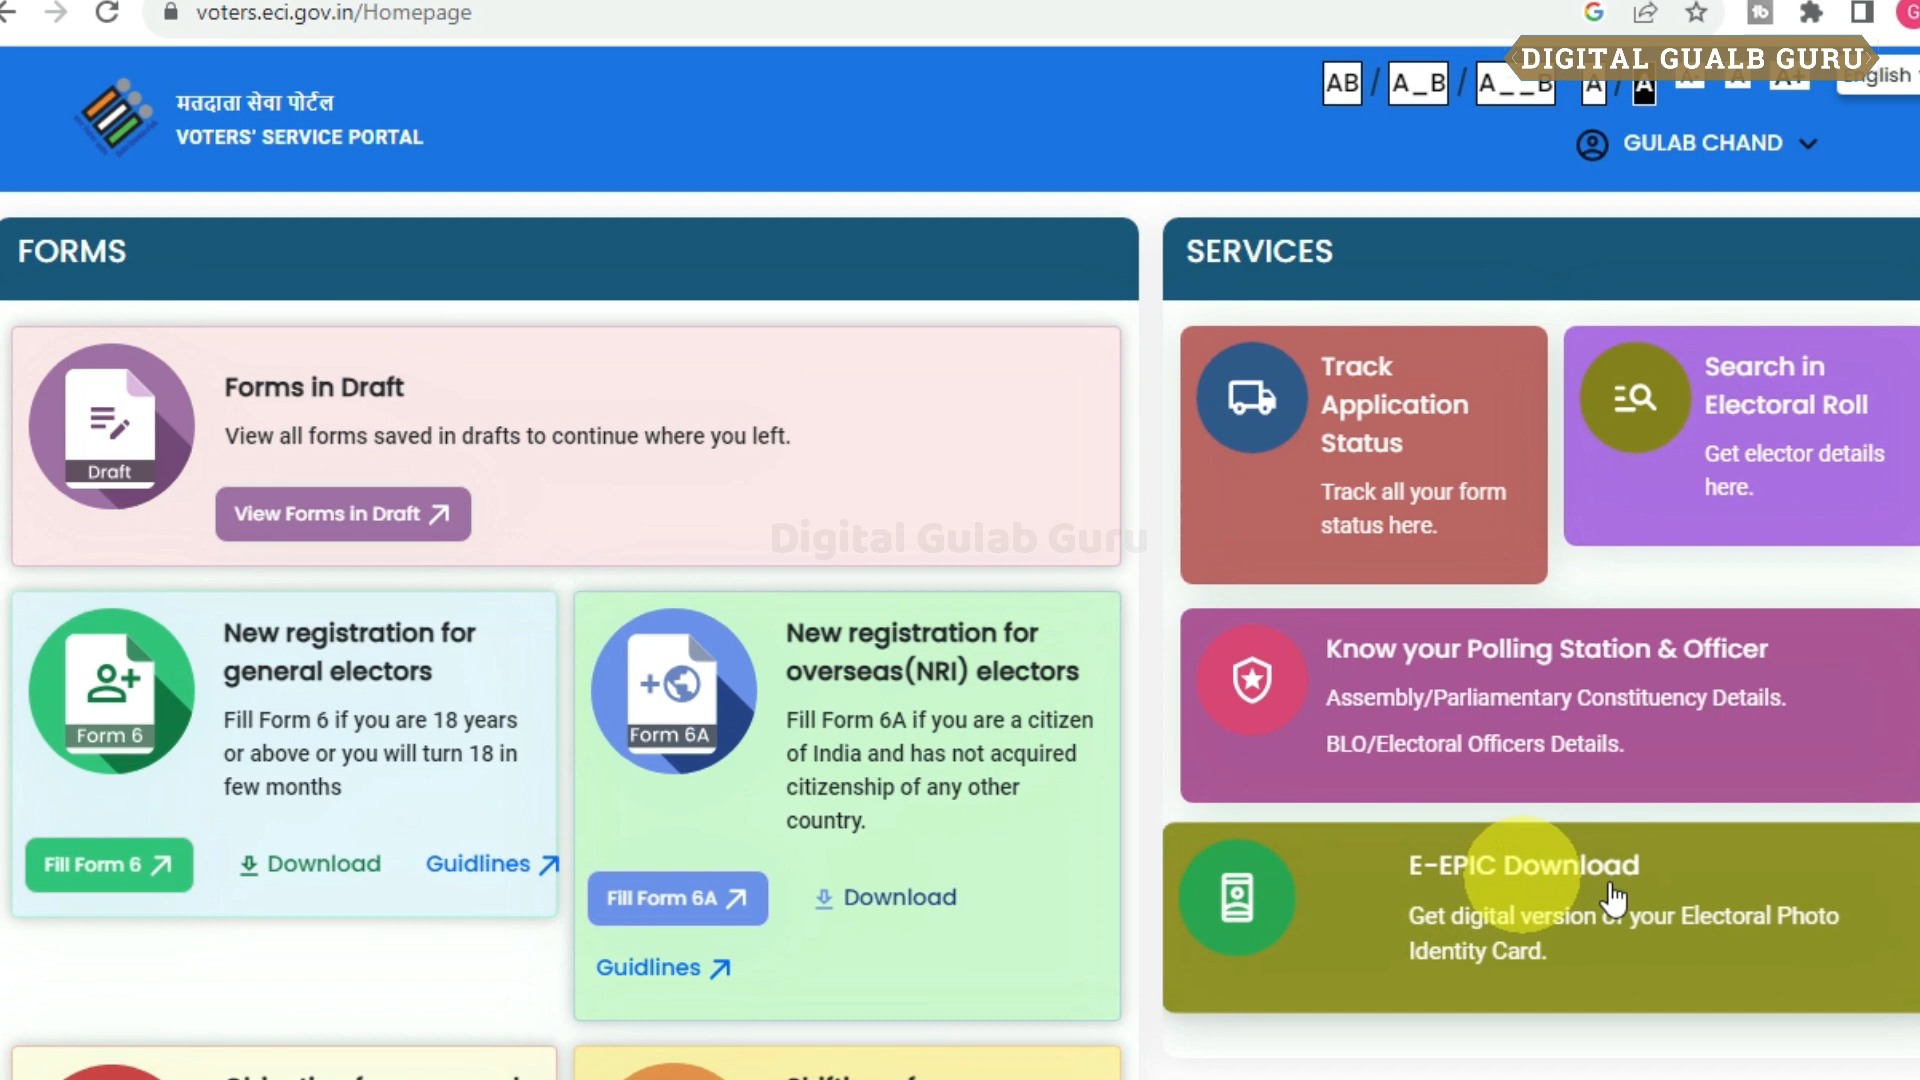 voters.eci.gov.in/Homepage
DIGITAL GUALB GURU
AB / A_B / A__B A / A A- A A+ English
मतदाता सेवा पोर्टल
VOTERS' SERVICE PORTAL
GULAB CHAND
FORMS
Forms in Draft
View all forms saved in drafts to continue where you left.
Draft
View Forms in Draft
Digital Gulab Guru
New registration for
general electors
Fill Form 6 if you are 18 years
or above or you will turn 18 in
few months
Form 6
Fill Form 6 Download Guidlines
New registration for
overseas(NRI) electors
Fill Form 6A if you are a citizen
of India and has not acquired
citizenship of any other
country.
Form 6A
Fill Form 6A Download
Guidlines
SERVICES
Track
Application
Status
Track all your form
status here.
Search in
Electoral Roll
Get elector details
here.
Know your Polling Station & Officer
Assembly/Parliamentary Constituency Details.
BLO/Electoral Officers Details.
E-EPIC Download
Get digital version of your Electoral Photo
Identity Card.